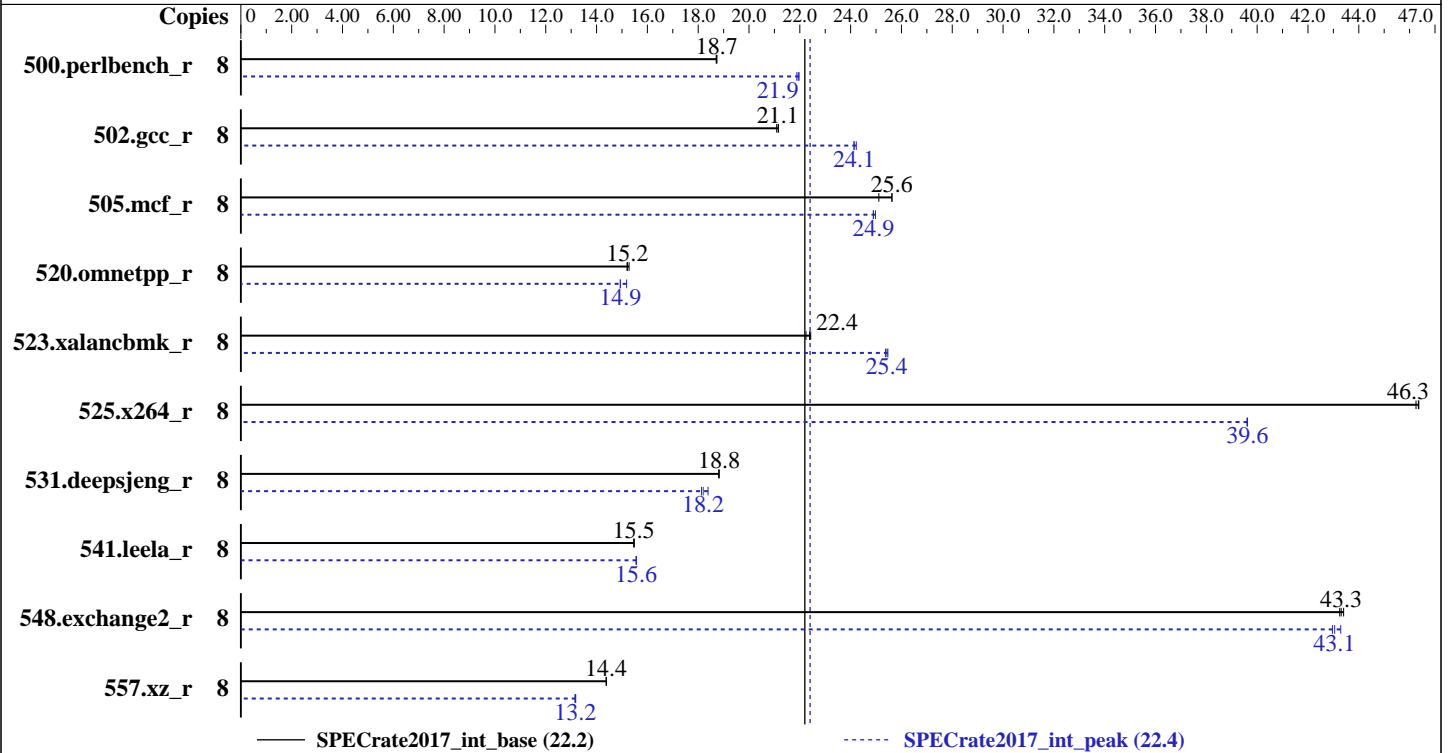 Copies 0 2.00 4.00 6.00 8.00 10.0 12.0 14.0 16.0 18.0 20.0 22.0 24.0 26.0 28.0 30.0 32.0 34.0 36.0 38.0 40.0 42.0 44.0 47.0
18.7
500.perlbench_r 8
21.9
21.1
502.gcc_r 8
24.1
25.6
505.mcf_r 8
24.9
15.2
520.omnetpp_r 8
14.9
22.4
523.xalancbmk_r 8
25.4
46.3
525.x264_r 8
39.6
18.8
531.deepsjeng_r 8
18.2
15.5
541.leela_r 8
15.6
43.3
548.exchange2_r 8
43.1
14.4
557.xz_r 8
13.2
SPECrate2017_int_base (22.2) SPECrate2017_int_peak (22.4)